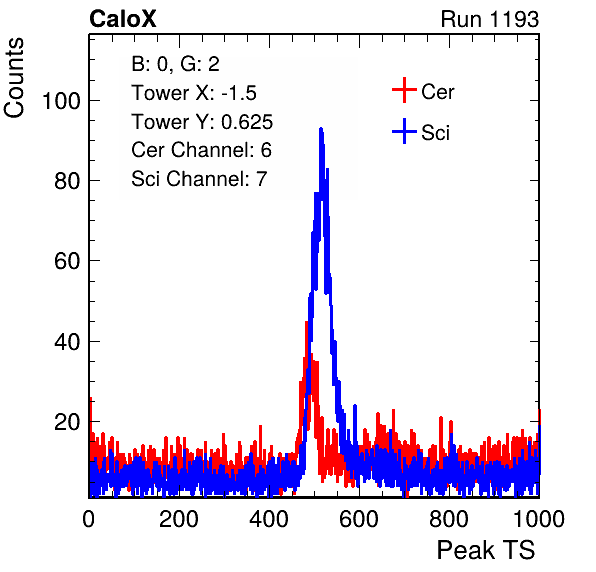 CaloX Run 1193
B: 0, G: 2
Tower X: -1.5
Tower Y: 0.625
Cer Channel: 6
Sci Channel: 7
Cer
Sci
Counts
100
80
60
40
20
0 200 400 600 800 1000
Peak TS